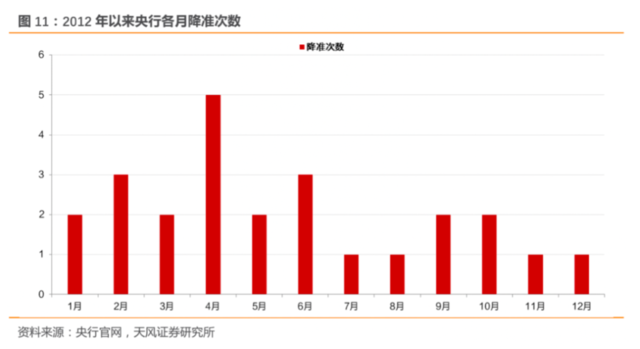 图 11：2012 年以来央行各月降准次数
降准次数
6
5
4
3
2
1
0
1月 2月 3月 4月 5月 6月 7月 8月 9月 10月 11月 12月
资料来源：央行官网，天风证券研究所